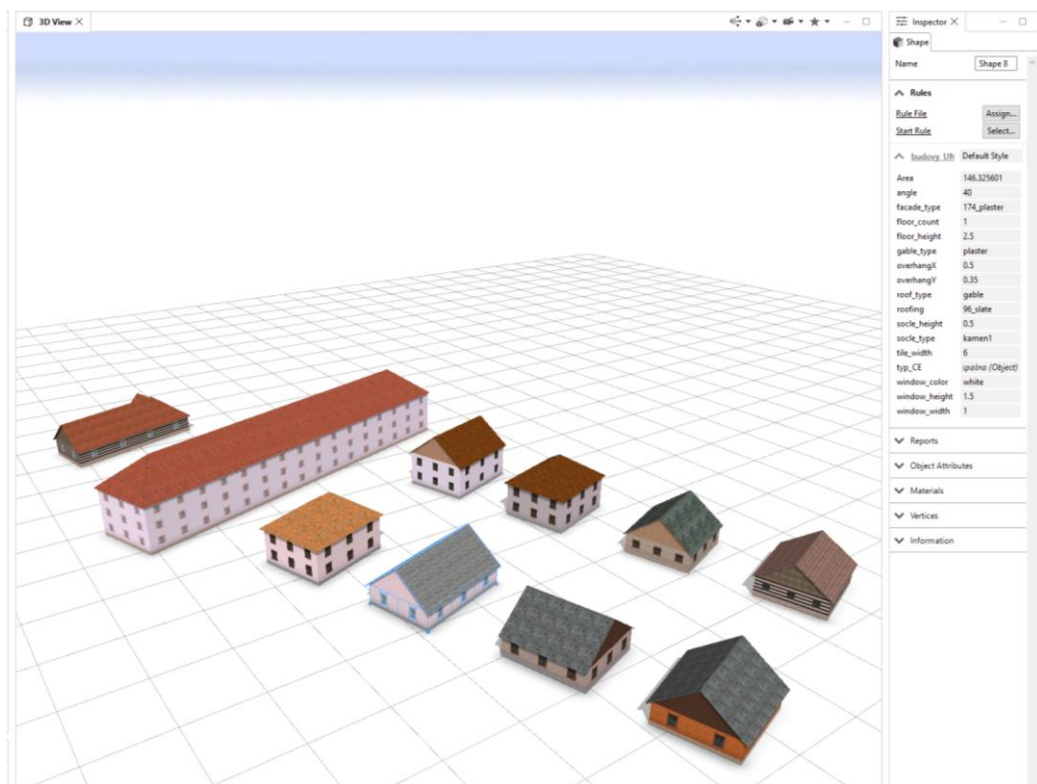 3D View
Inspector
Shape
Name Shape 8
Rules
Rule File Assign...
Start Rule Select...
budovy_UN Default Style
Area 146.325601
angle 40
facade_type 174_plaster
floor_count 1
floor_height 2.5
gable_type plaster
overhangX 0.5
overhangY 0.35
roof_type gable
roofing 96_slate
socle_height 0.5
socle_type kamen1
tile_width 6
typ_CE (Object)
window_color white
window_height 1.5
window_width 1
Reports
Object Attributes
Materials
Vertices
Information